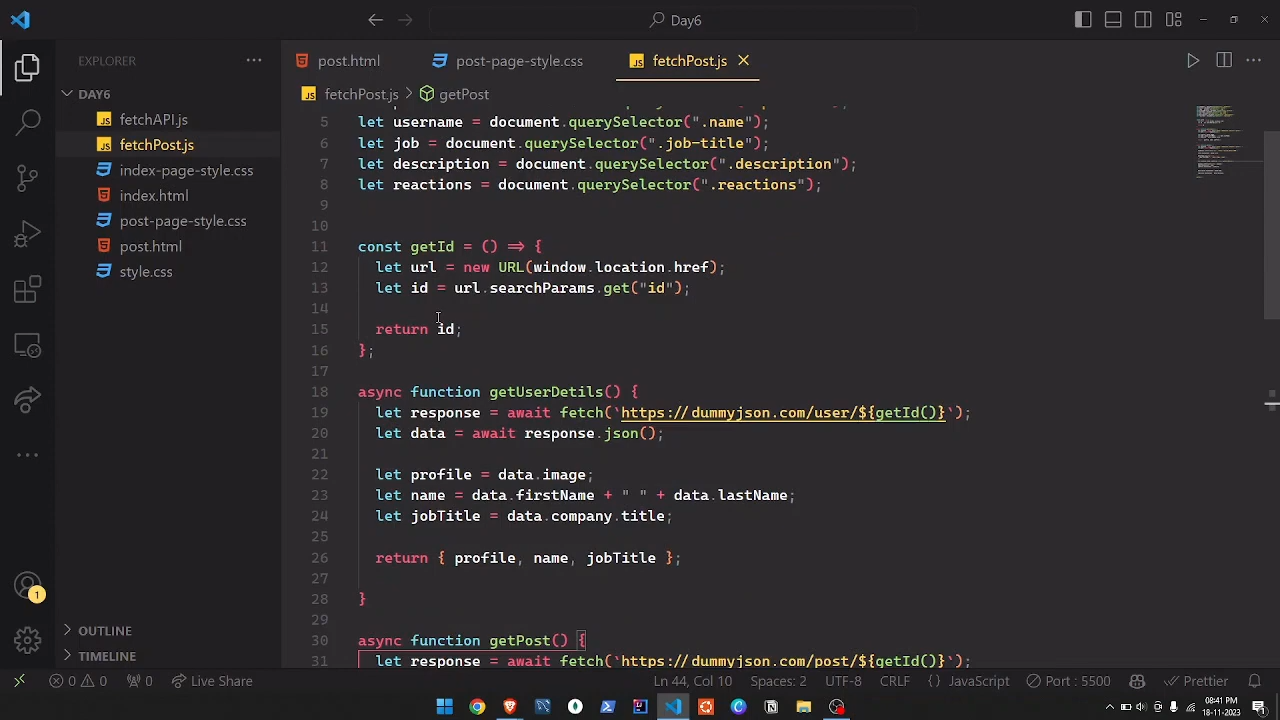 Day6
EXPLORER
DAY6
fetchAPI.js
fetchPost.js
index-page-style.css
index.html
post-page-style.css
post.html
style.css
OUTLINE
TIMELINE
post.html post-page-style.css fetchPost.js
fetchPost.js > getPost
5 let username = document.querySelector(".name");
6 let job = document.querySelector(".job-title");
7 let description = document.querySelector(".description");
8 let reactions = document.querySelector(".reactions");
9
10
11 const getId = () => {
12 let url = new URL(window.location.href);
13 let id = url.searchParams.get("id");
14
15 return id;
16 };
17
18 async function getUserDetils() {
19 let response = await fetch(`https://dummyjson.com/user/${getId()}`);
20 let data = await response.json();
21
22 let profile = data.image;
23 let name = data.firstName + " " + data.lastName;
24 let jobTitle = data.company.title;
25
26 return { profile, name, jobTitle };
27
28 }
29
30 async function getPost() {
31 let response = await fetch(`https://dummyjson.com/post/${getId()}`);
1
0 0 0 Live Share Ln 44, Col 10 Spaces: 2 UTF-8 CRLF {} JavaScript Port : 5500 Prettier
08:41 PM
18-11-2023